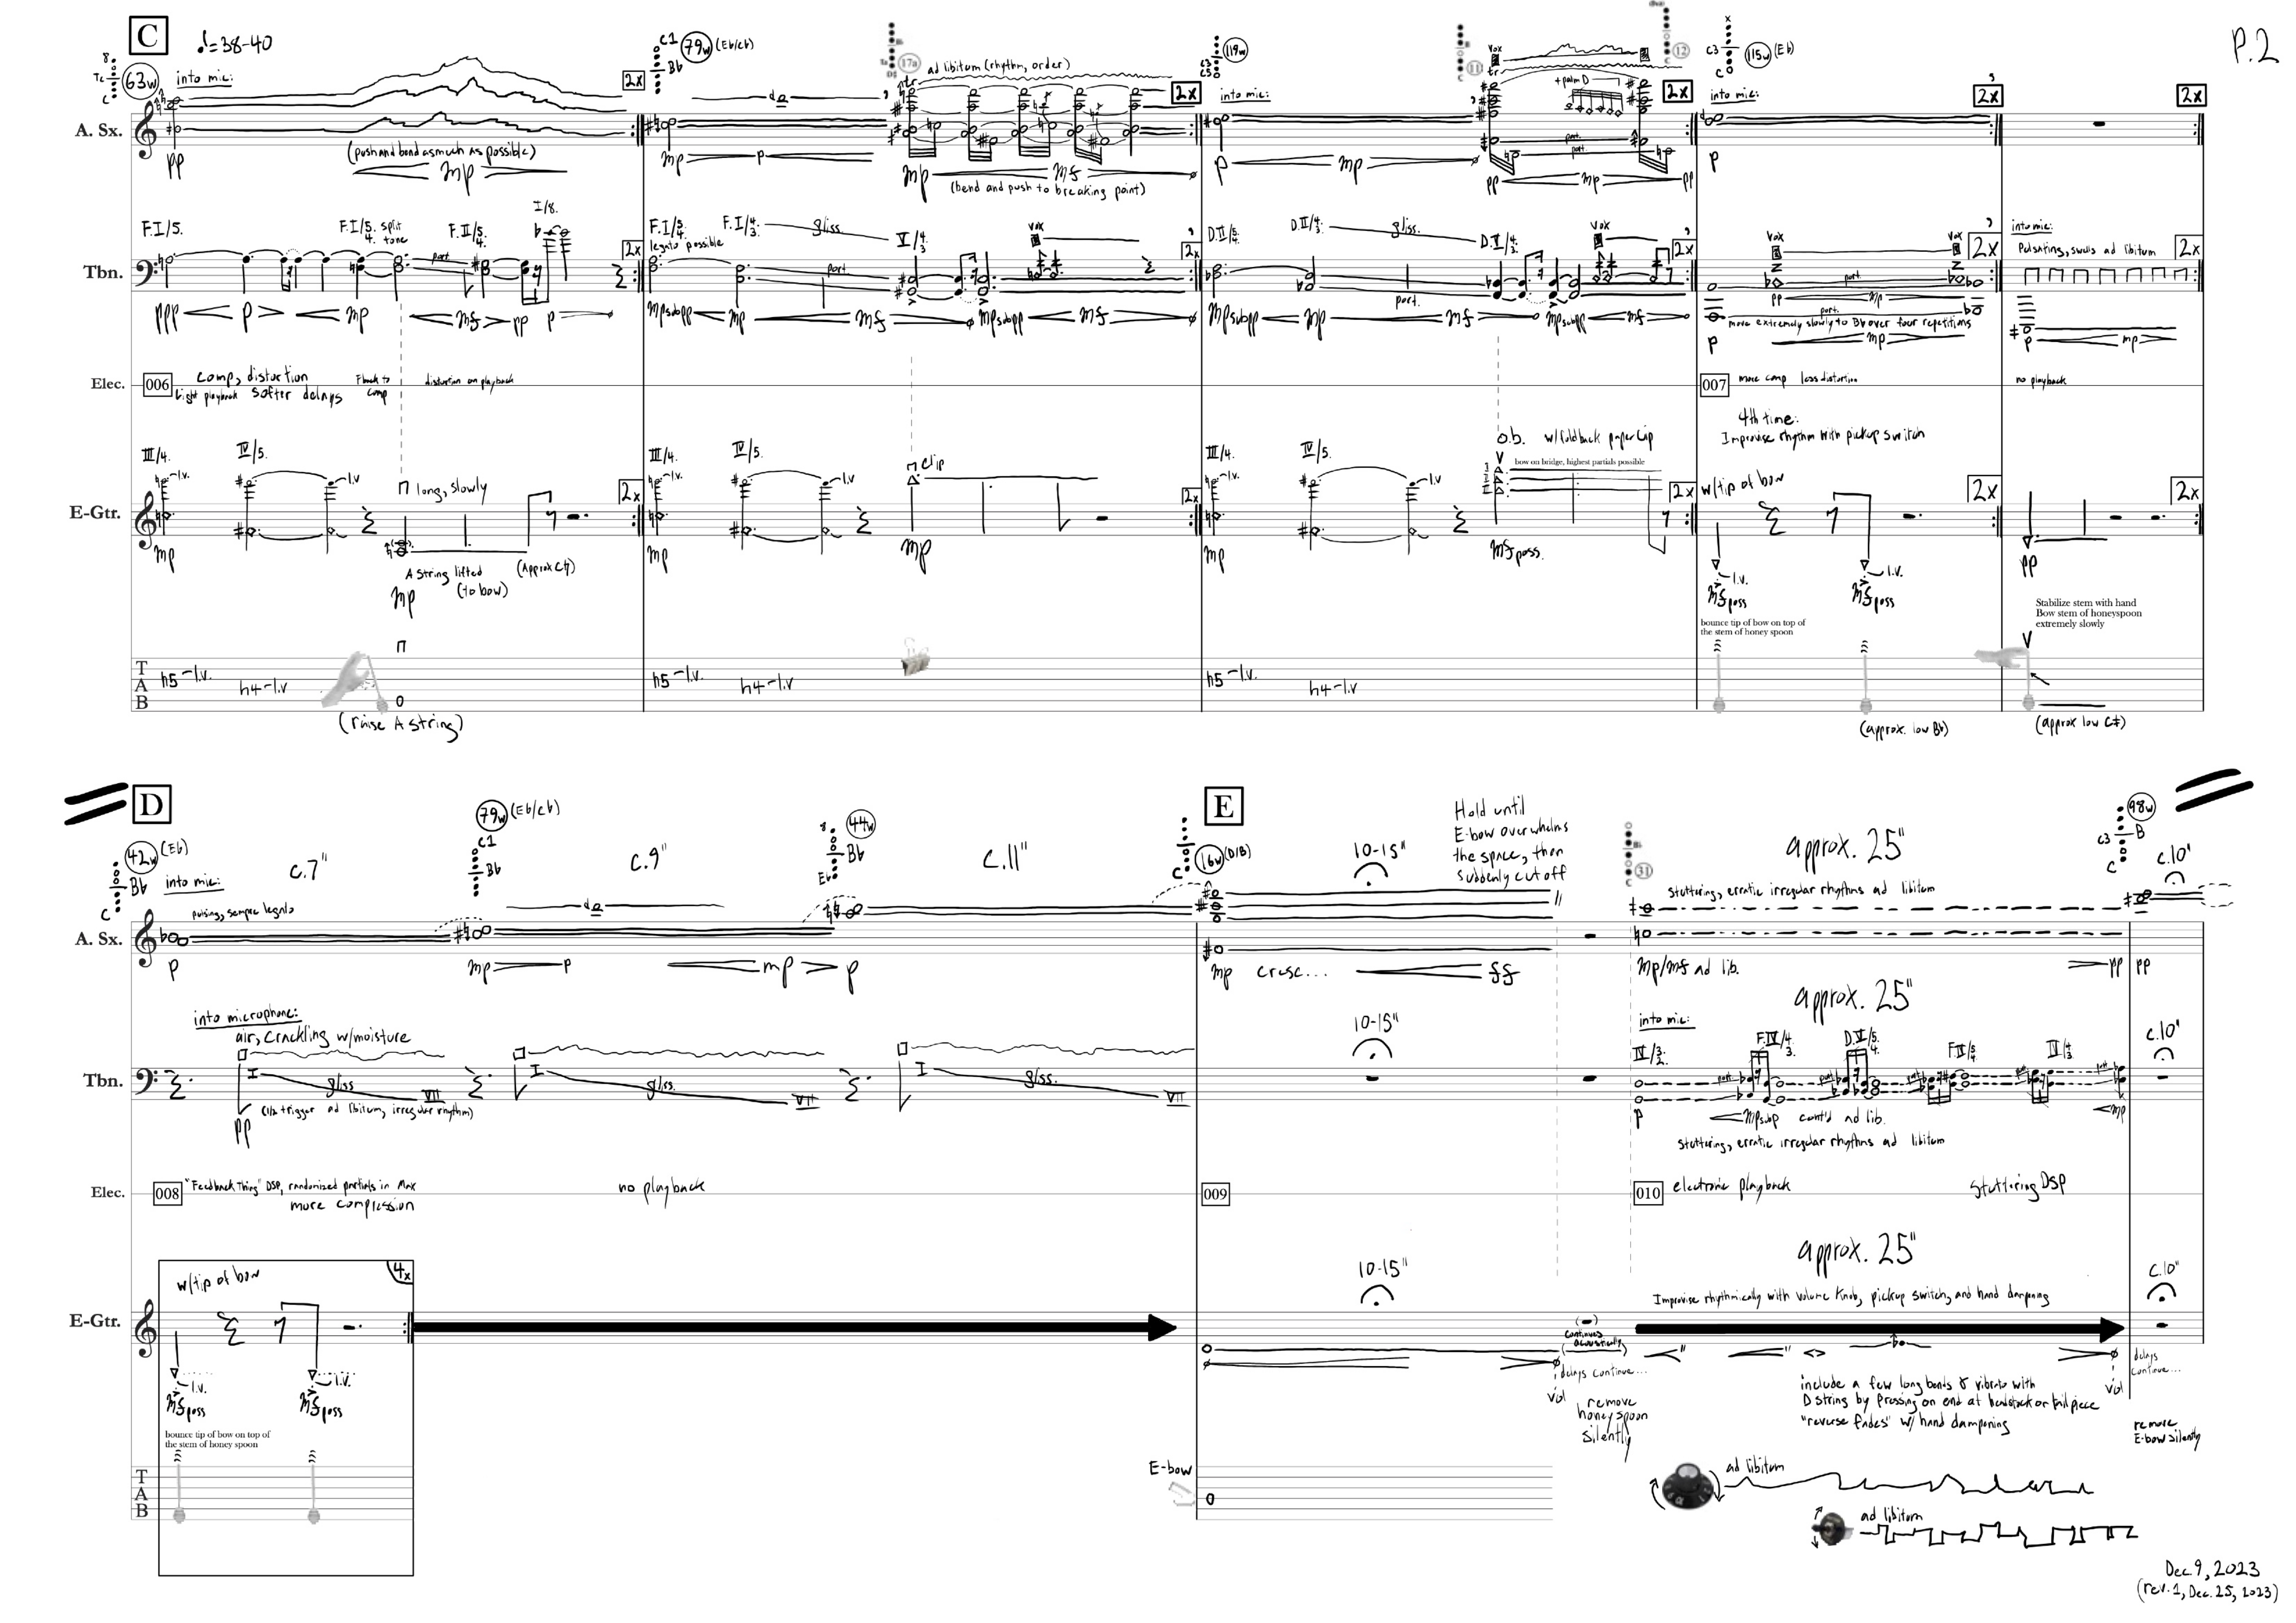 P.2
C
♩=38-40
63w
into mic:
2x
C1
79w (Eb/Cb)
Bb
ad libitum (rhythm, order)
17a
2x
119w
C3
into mic:
Vox
11
tr
+palm D
12
2x
C3
115w (Eb)
C
into mic:
2x
2x
A. Sx.
pp
(push and bend as much as possible)
mp
mp
p
mp
mf
(bend and push to breaking point)
p
mp
pp
mp
pp
p
port.
port.
F.I/5.
F.I/5. split
4. tone
F.II/5.
4.
I/8.
2x
F.I/5.
4.
legato possible
F.I/4.
3.
gliss.
V/4.
3.
Vox
2x
D.II/5.
4.
D.II/4.
3.
gliss.
D.I/4.
3.
Vox
2x
Vox
Vox
2x
into mic:
Pulsating, swells ad libitum
2x
Tbn.
port
port
port.
port.
ppp
p
mp
mf
pp
p
mp sub pp
mp
mf
mp sub pp
mf
mp sub pp
mp
mf
mp sub pp
mf
pp
mp
port.
move extremely slowly to Bb over four repetitions
p
mp
p
mp
Elec.
006
comp, distortion
light playback softer delays
F back to
comp
distortion on playback
007
more comp less distortion
no playback
4th time:
Improvise rhythm with pickup switch
III/4.
IV/5.
l.v.
l.v
long, slowly
2x
III/4.
IV/5.
l.v.
l.v
clip
2x
III/4.
IV/5.
l.v.
l.v
o.b. w/foldback paper clip
bow on bridge, highest partials possible
2x
w/tip of bow
2x
2x
E-Gtr.
mp
A string lifted
(to bow)
(Approx C♮)
mp
mp
mp
mp
mf poss.
l.v.
mf poss
l.v.
mf poss
pp
bounce tip of bow on top of
the stem of honey spoon
Stabilize stem with hand
Bow stem of honeyspoon
extremely slowly
T
A
B
h5 l.v.
h4 l.v
0
(raise A string)
h5 l.v.
h4 l.v
h5 l.v.
h4 l.v
(approx. low Bb)
(approx low C♯)
D
42w (Eb)
Bb
C
into mic:
c.7"
79w (Eb/Cb)
C1
Bb
c.9"
44w
Bb
Eb
c.11"
E
16w (D/B)
C
10-15"
Hold until
E-bow overwhelms
the space, then
suddenly cut off
31
approx. 25"
98w
C3
B
C
c.10'
pulsing, sempre legato
stuttering, erratic irregular rhythms ad libitum
A. Sx.
p
mp
p
mp
p
mp cresc...
ff
mp/mf ad lib.
pp
pp
into microphone:
air, crackling w/moisture
10-15"
approx. 25"
into mic:
c.10'
IV/3.
2.
F.IV/4.
3.
D.V/5.
4.
F.II/5.
4.
III/4.
3.
Tbn.
I
gliss
VII
I
gliss.
VII
I
gliss.
VII
(1/2 trigger ad libitum, irregular rhythm)
pp
p
mp sub p
cont'd ad lib.
mp
stuttering, erratic irregular rhythms ad libitum
Elec.
008
"Feedback Thing" DSP, randomized partials in Max
more compression
no playback
009
010
electronic playback
Stuttering DSP
w/tip of bow
4x
10-15"
approx. 25"
c.10"
Improvise rhythmically with volume knob, pickup switch, and hand dampening
E-Gtr.
l.v.
mf poss
l.v.
mf poss
(continues
acoustically)
delays continue...
vol
remove
honeyspoon
silently
include a few long bends & vibrato with
D string by pressing on end at headstock or tailpiece
"reverse fades" w/ hand dampening
vol
delays
continue...
remove
E-bow silently
bounce tip of bow on top of
the stem of honey spoon
T
A
B
E-bow
0
ad libitum
ad libitum
Dec. 9, 2023
(rev. 1, Dec. 25, 2023)